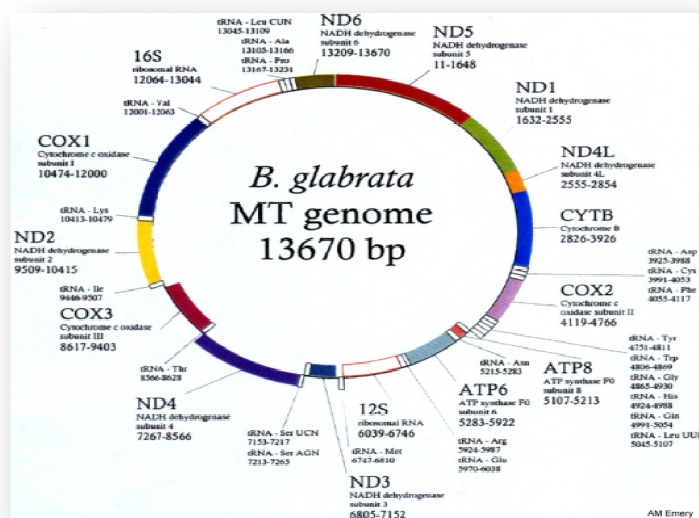 B. glabrata
MT genome
13670 bp
ND6
NADH dehydrogenase
subunit 6
13209-13670
ND5
NADH dehydrogenase
subunit 5
11-1648
ND1
NADH dehydrogenase
subunit 1
1632-2555
ND4L
NADH dehydrogenase
subunit 4L
2555-2854
CYTB
Cytochrome B
2826-3926
tRNA - Asp
3925-3988
tRNA - Cys
3991-4053
tRNA - Phe
4055-4117
COX2
Cytochrome c
oxidase subunit II
4119-4766
tRNA - Tyr
4751-4811
tRNA - Trp
4806-4869
tRNA - Gly
4865-4930
tRNA - His
4924-4988
tRNA - Gln
4991-5054
tRNA - Leu UU
5045-5107
ATP8
ATP synthase F0
subunit 8
5107-5213
tRNA - Asn
5215-5283
ATP6
ATP synthase F0
subunit 6
5283-5922
tRNA - Arg
5924-5987
tRNA - Glu
5970-6038
12S
ribosomal RNA
6039-6746
tRNA - Met
6747-6810
ND3
NADH dehydrogenase
subunit 3
6805-7152
tRNA - Ser UCN
7153-7217
tRNA - Ser AGN
7213-7265
ND4
NADH dehydrogenase
subunit 4
7267-8566
tRNA - Thr
8566-8628
COX3
Cytochrome c oxidase
subunit III
8617-9403
tRNA - Ile
9446-9507
ND2
NADH dehydrogenase
subunit 2
9509-10415
tRNA - Lys
10413-10479
COX1
Cytochrome c oxidase
subunit I
10474-12000
tRNA - Val
12001-12063
16S
ribosomal RNA
12064-13044
tRNA - Leu CUN
13045-13109
tRNA - Ala
13105-13166
tRNA - Pro
13167-13231
AM Emery